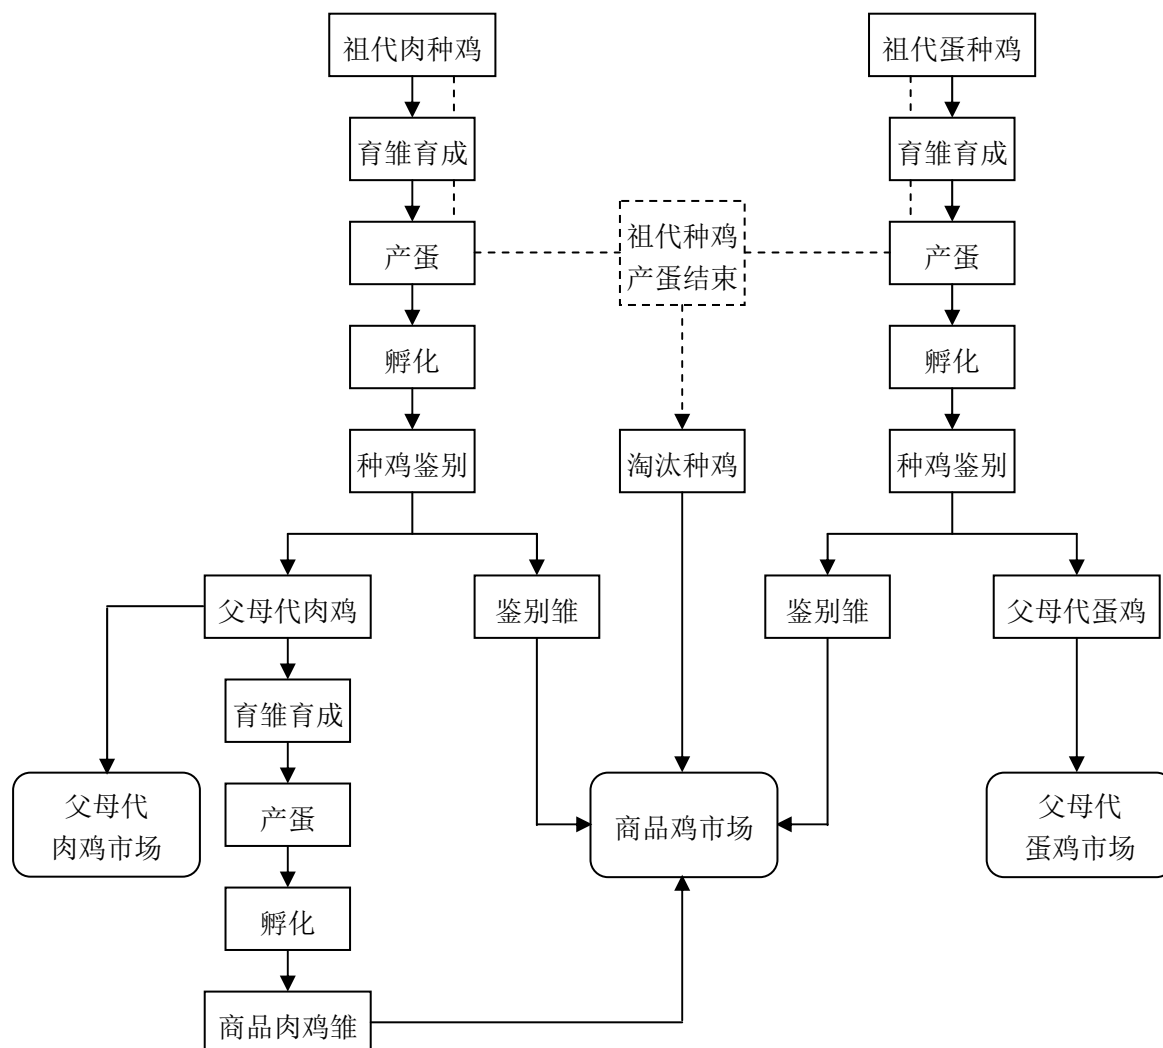 祖代肉种鸡
祖代蛋种鸡
育雏育成
育雏育成
产蛋
祖代种鸡
产蛋结束
产蛋
孵化
孵化
种鸡鉴别
淘汰种鸡
种鸡鉴别
父母代肉鸡
鉴别雏
鉴别雏
父母代蛋鸡
育雏育成
父母代
肉鸡市场
产蛋
商品鸡市场
父母代
蛋鸡市场
孵化
商品肉鸡雏